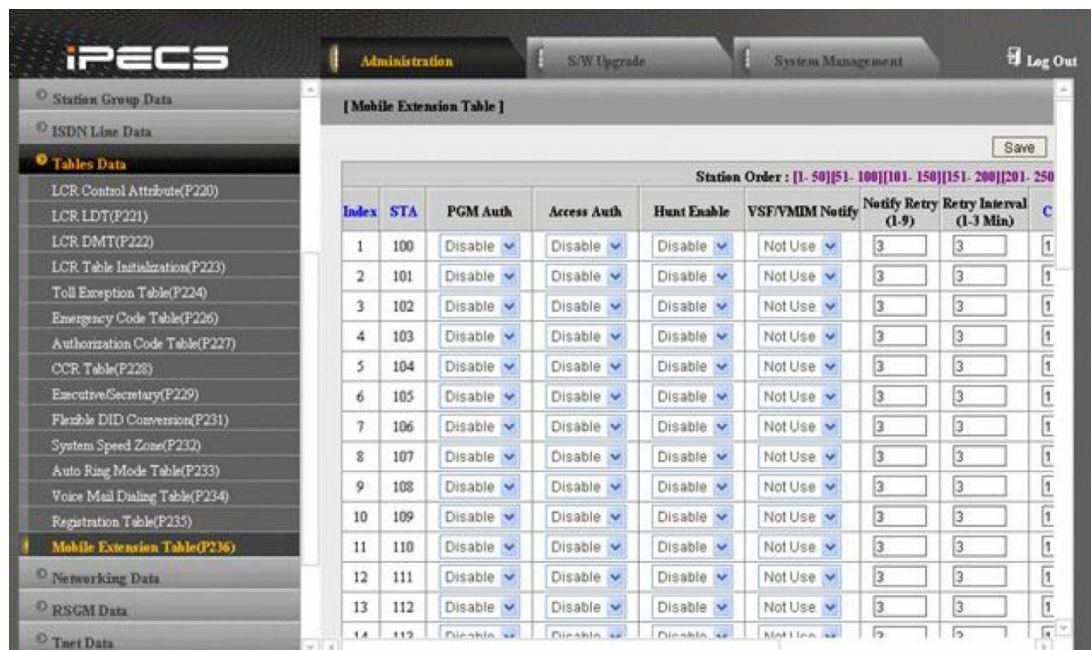 iPECS
Administration
S/W Upgrade
System Management
Log Out
Station Group Data
ISDN Line Data
Tables Data
LCR Control Attribute(P220)
LCR LDT(P221)
LCR DMT(P222)
LCR Table Initialization(P223)
Toll Exception Table(P224)
Emergency Code Table(P226)
Authorization Code Table(P227)
CCR Table(P228)
Executive/Secretary(P229)
Flexible DID Conversion(P231)
System Speed Zone(P232)
Auto Ring Mode Table(P233)
Voice Mail Dialing Table(P234)
Registration Table(P235)
Mobile Extension Table(P236)
Networking Data
RSGM Data
Tnet Data
[ Mobile Extension Table ]
Save
Station Order : [1- 50][51- 100][101- 150][151- 200][201- 250
Index STA PGM Auth Access Auth Hunt Enable VSF/VMIM Notify Notify Retry (1-9) Retry Interval (1-3 Min) C
1 100 Disable Disable Disable Not Use 3 3 1
2 101 Disable Disable Disable Not Use 3 3 1
3 102 Disable Disable Disable Not Use 3 3 1
4 103 Disable Disable Disable Not Use 3 3 1
5 104 Disable Disable Disable Not Use 3 3 1
6 105 Disable Disable Disable Not Use 3 3 1
7 106 Disable Disable Disable Not Use 3 3 1
8 107 Disable Disable Disable Not Use 3 3 1
9 108 Disable Disable Disable Not Use 3 3 1
10 109 Disable Disable Disable Not Use 3 3 1
11 110 Disable Disable Disable Not Use 3 3 1
12 111 Disable Disable Disable Not Use 3 3 1
13 112 Disable Disable Disable Not Use 3 3 1
14 113 Disable Disable Disable Not Use 3 3